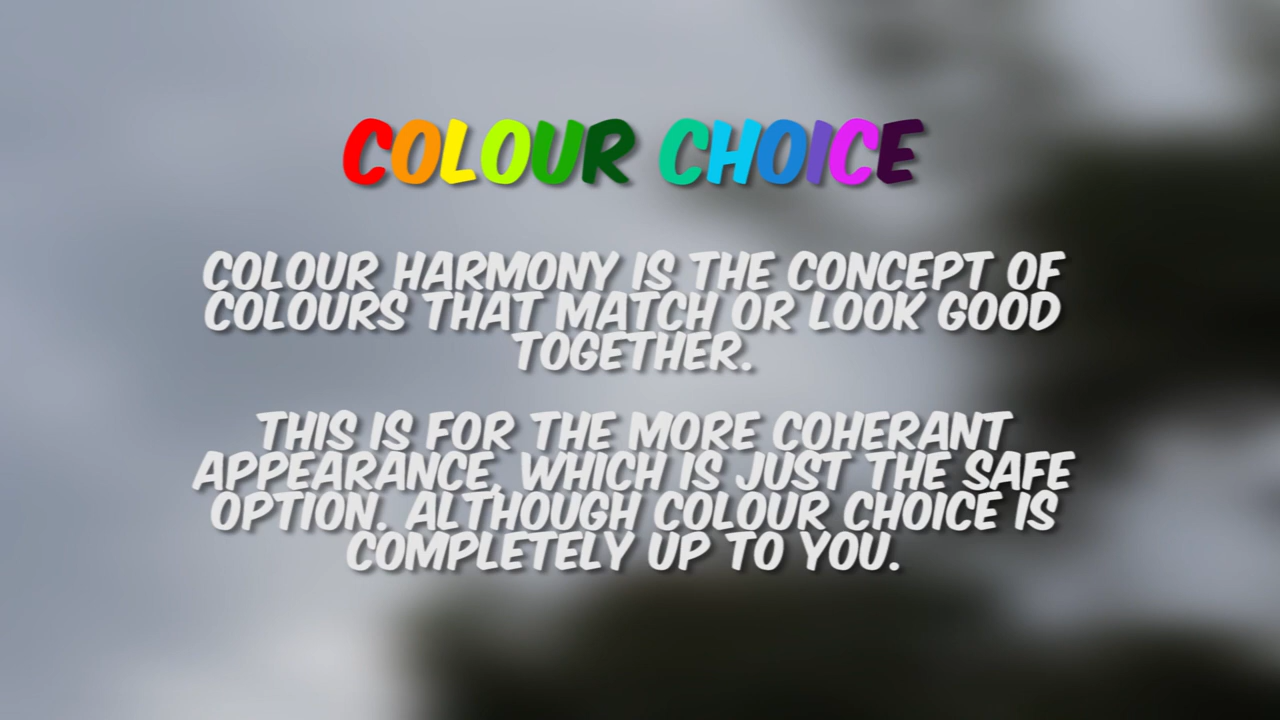 COLOUR CHOICE
COLOUR HARMONY IS THE CONCEPT OF
COLOURS THAT MATCH OR LOOK GOOD
TOGETHER.
THIS IS FOR THE MORE COHERANT
APPEARANCE, WHICH IS JUST THE SAFE
OPTION. ALTHOUGH COLOUR CHOICE IS
COMPLETELY UP TO YOU.